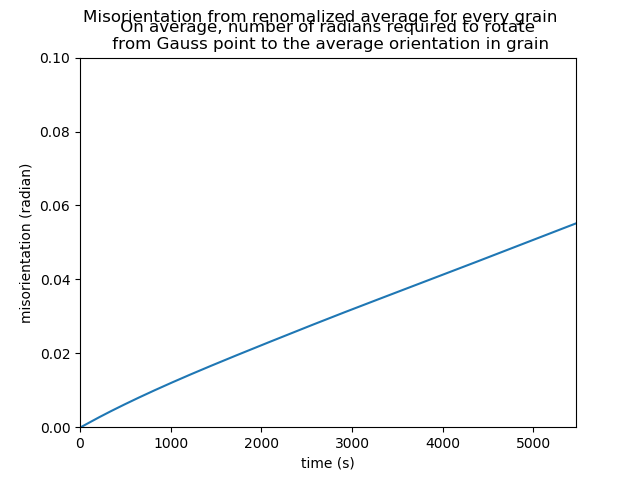 Misorientation from renomalized average for every grain
On average, number of radians required to rotate
from Gauss point to the average orientation in grain
0.10
0.08
0.06
0.04
0.02
0.00
misorientation (radian)
0 1000 2000 3000 4000 5000
time (s)